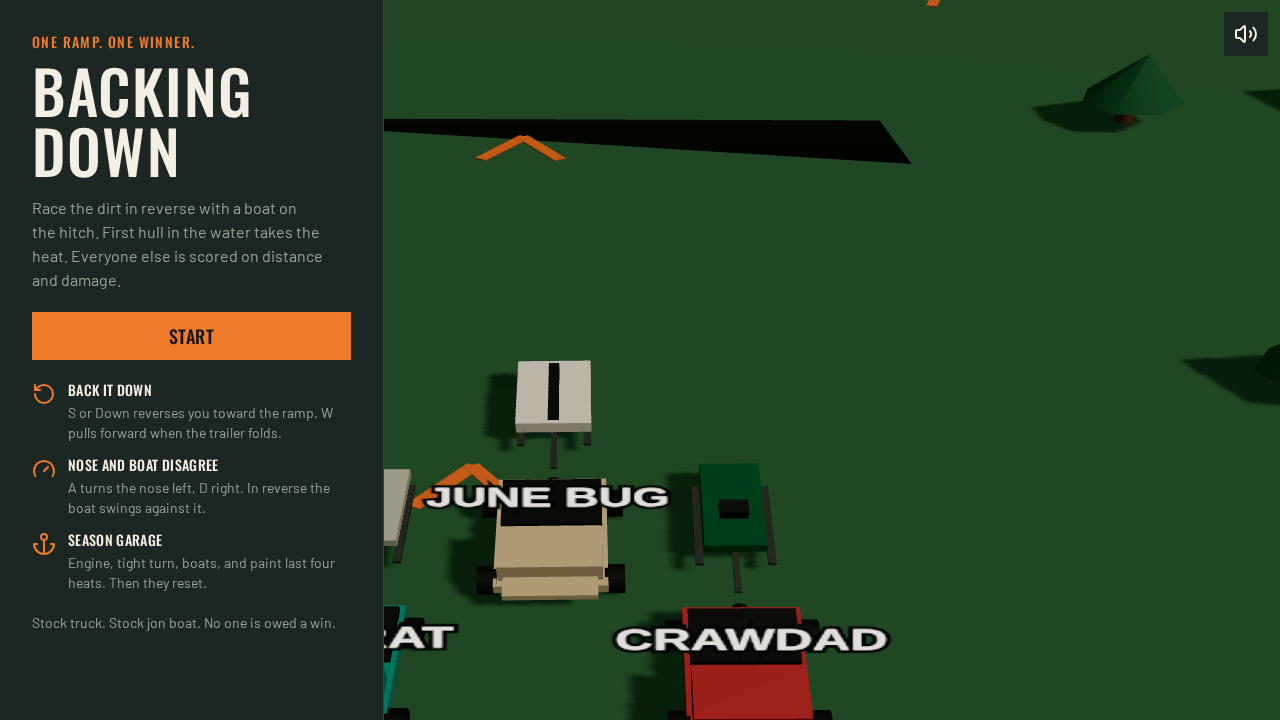 ONE RAMP. ONE WINNER.
BACKING
DOWN
Race the dirt in reverse with a boat on
the hitch. First hull in the water takes the
heat. Everyone else is scored on distance
and damage.
START
BACK IT DOWN
S or Down reverses you toward the ramp. W
pulls forward when the trailer folds.
NOSE AND BOAT DISAGREE
A turns the nose left, D right. In reverse the
boat swings against it.
SEASON GARAGE
Engine, tight turn, boats, and paint last four
heats. Then they reset.
Stock truck. Stock jon boat. No one is owed a win.
JUNE BUG
CRAWDAD